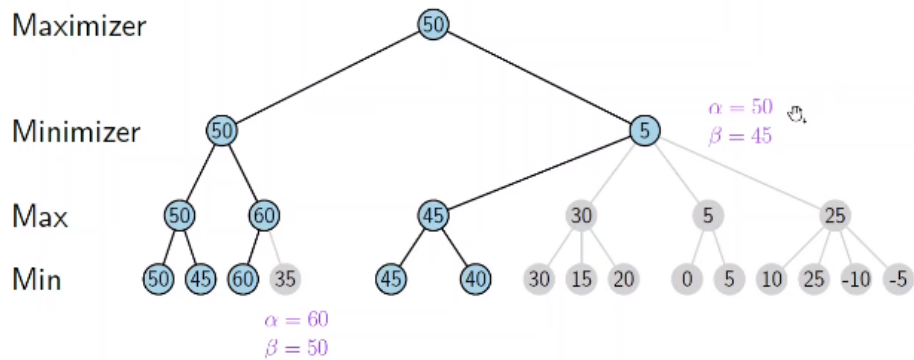 Maximizer 50
Minimizer 50 5 α = 50
β = 45
Max 50 60 45 30 5 25
Min 50 45 60 35 45 40 30 15 20 0 5 10 25 -10 -5
α = 60
β = 50